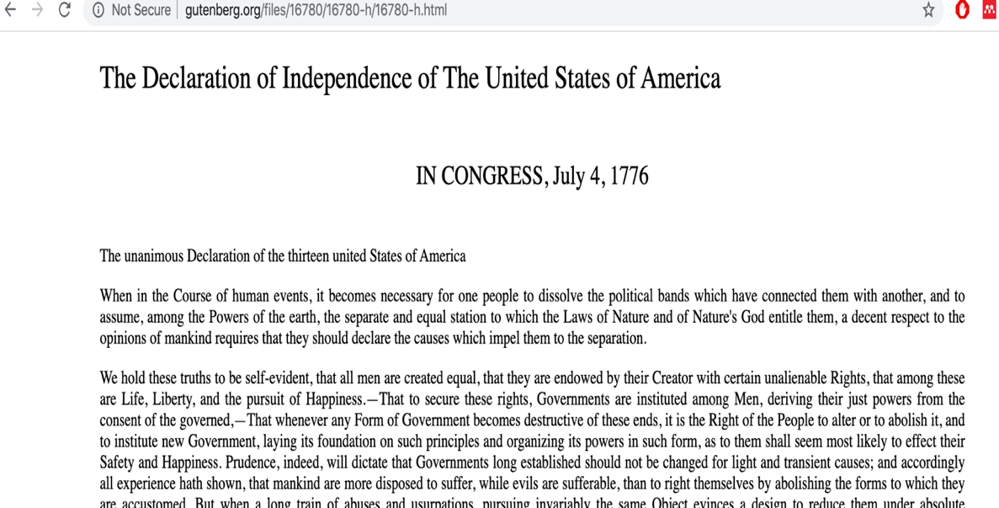 Not Secure gutenberg.org/files/16780/16780-h/16780-h.html
The Declaration of Independence of The United States of America
IN CONGRESS, July 4, 1776
The unanimous Declaration of the thirteen united States of America
When in the Course of human events, it becomes necessary for one people to dissolve the political bands which have connected them with another, and to
assume, among the Powers of the earth, the separate and equal station to which the Laws of Nature and of Nature's God entitle them, a decent respect to the
opinions of mankind requires that they should declare the causes which impel them to the separation.
We hold these truths to be self-evident, that all men are created equal, that they are endowed by their Creator with certain unalienable Rights, that among these
are Life, Liberty, and the pursuit of Happiness.—That to secure these rights, Governments are instituted among Men, deriving their just powers from the
consent of the governed,—That whenever any Form of Government becomes destructive of these ends, it is the Right of the People to alter or to abolish it, and
to institute new Government, laying its foundation on such principles and organizing its powers in such form, as to them shall seem most likely to effect their
Safety and Happiness. Prudence, indeed, will dictate that Governments long established should not be changed for light and transient causes; and accordingly
all experience hath shown, that mankind are more disposed to suffer, while evils are sufferable, than to right themselves by abolishing the forms to which they
are accustomed. But when a long train of abuses and usurpations, pursuing invariably the same Object evinces a design to reduce them under absolute